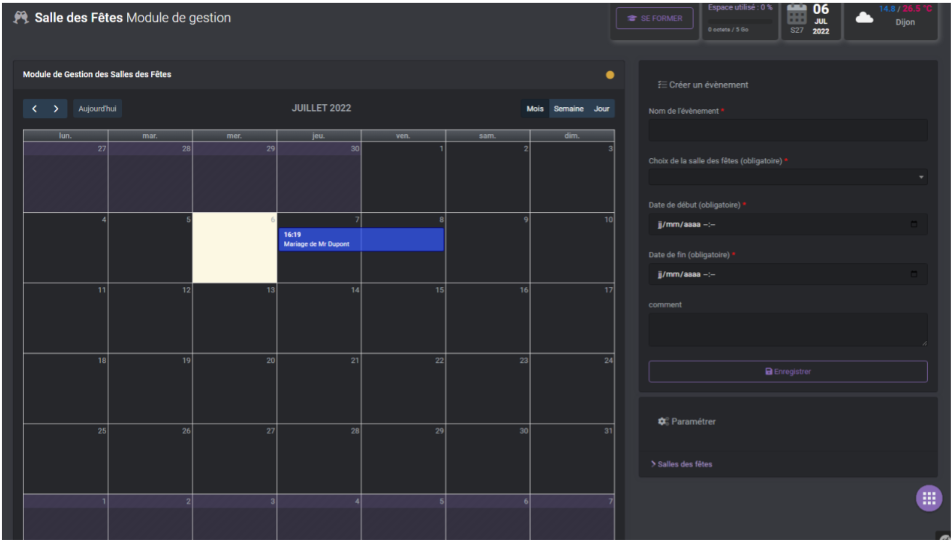 Salle des Fêtes Module de gestion
SE FORMER
Espace utilisé : 0 %
0 octets / 5 Go
S27
06
JUL
2022
14.8 / 26.5 °C
Dijon
Module de Gestion des Salles des Fêtes
Aujourd'hui
JUILLET 2022
Mois Semaine Jour
lun. mar. mer. jeu. ven. sam. dim.
27 28 29 30 1 2 3
4 5 6 7 8 9 10
16:19
Mariage de Mr Dupont
11 12 13 14 15 16 17
18 19 20 21 22 23 24
25 26 27 28 29 30 31
1 2 3 4 5 6 7
Créer un évènement
Nom de l'évènement *
Choix de la salle des fêtes (obligatoire) *
Date de début (obligatoire) *
jj/mm/aaaa --:--
Date de fin (obligatoire) *
jj/mm/aaaa --:--
comment
Enregistrer
Paramétrer
Salles des fêtes